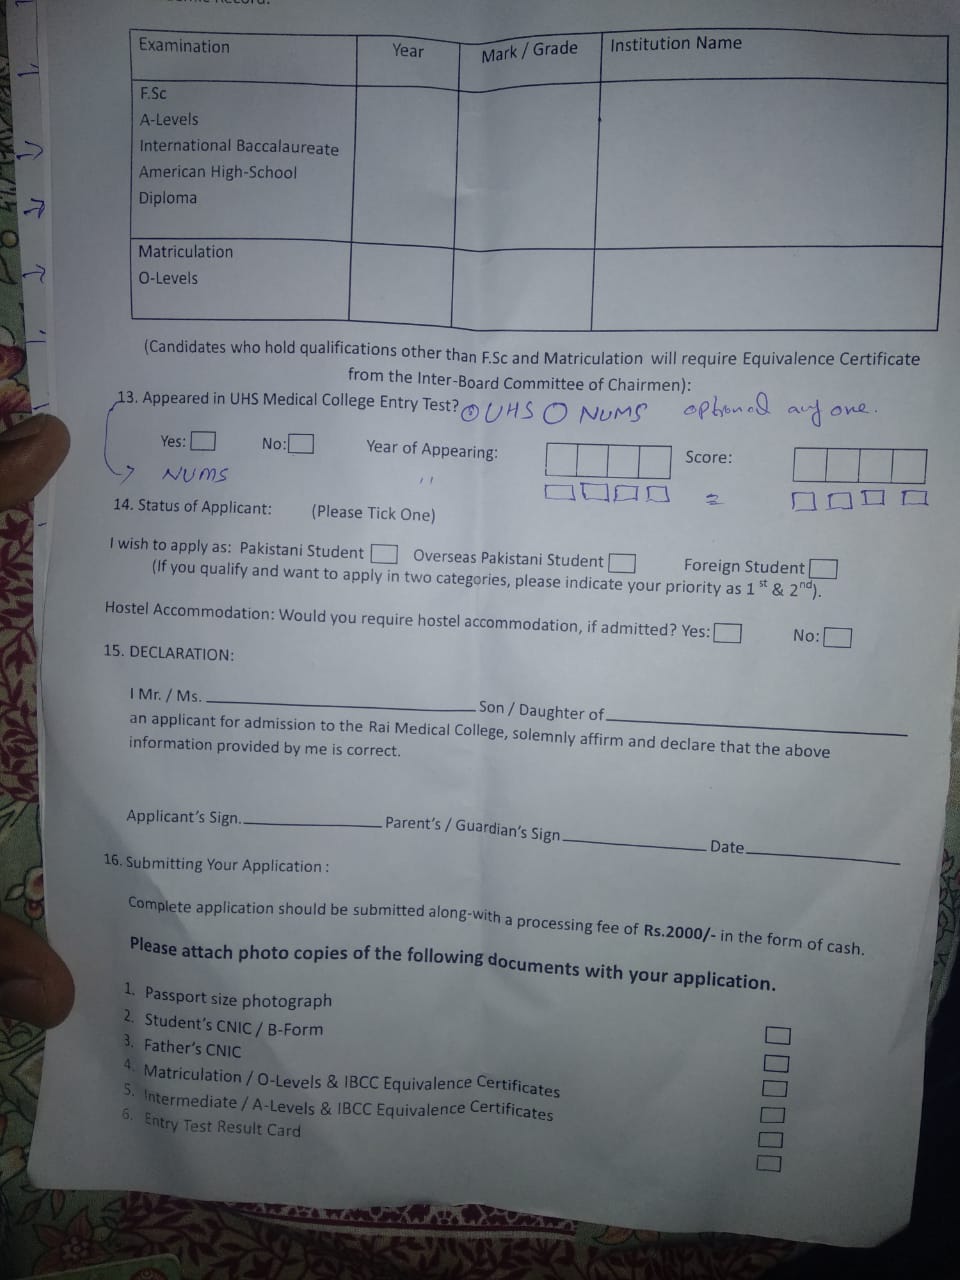 Examination Year Mark / Grade Institution Name
F.Sc
A-Levels
International Baccalaureate
American High-School
Diploma
Matriculation
O-Levels
(Candidates who hold qualifications other than F.Sc and Matriculation will require Equivalence Certificate
from the Inter-Board Committee of Chairmen):
13. Appeared in UHS Medical College Entry Test? UHS NUMS optional any one.
Yes: No: Year of Appearing: Score:
NUMS " =
14. Status of Applicant: (Please Tick One)
I wish to apply as: Pakistani Student Overseas Pakistani Student Foreign Student
(If you qualify and want to apply in two categories, please indicate your priority as 1 st & 2nd).
Hostel Accommodation: Would you require hostel accommodation, if admitted? Yes: No:
15. DECLARATION:
I Mr. / Ms. Son / Daughter of
an applicant for admission to the Rai Medical College, solemnly affirm and declare that the above
information provided by me is correct.
Applicant's Sign. Parent's / Guardian's Sign Date
16. Submitting Your Application :
Complete application should be submitted along-with a processing fee of Rs.2000/- in the form of cash.
Please attach photo copies of the following documents with your application.
1. Passport size photograph
2. Student's CNIC / B-Form
3. Father's CNIC
4. Matriculation / O-Levels & IBCC Equivalence Certificates
5. Intermediate / A-Levels & IBCC Equivalence Certificates
6. Entry Test Result Card